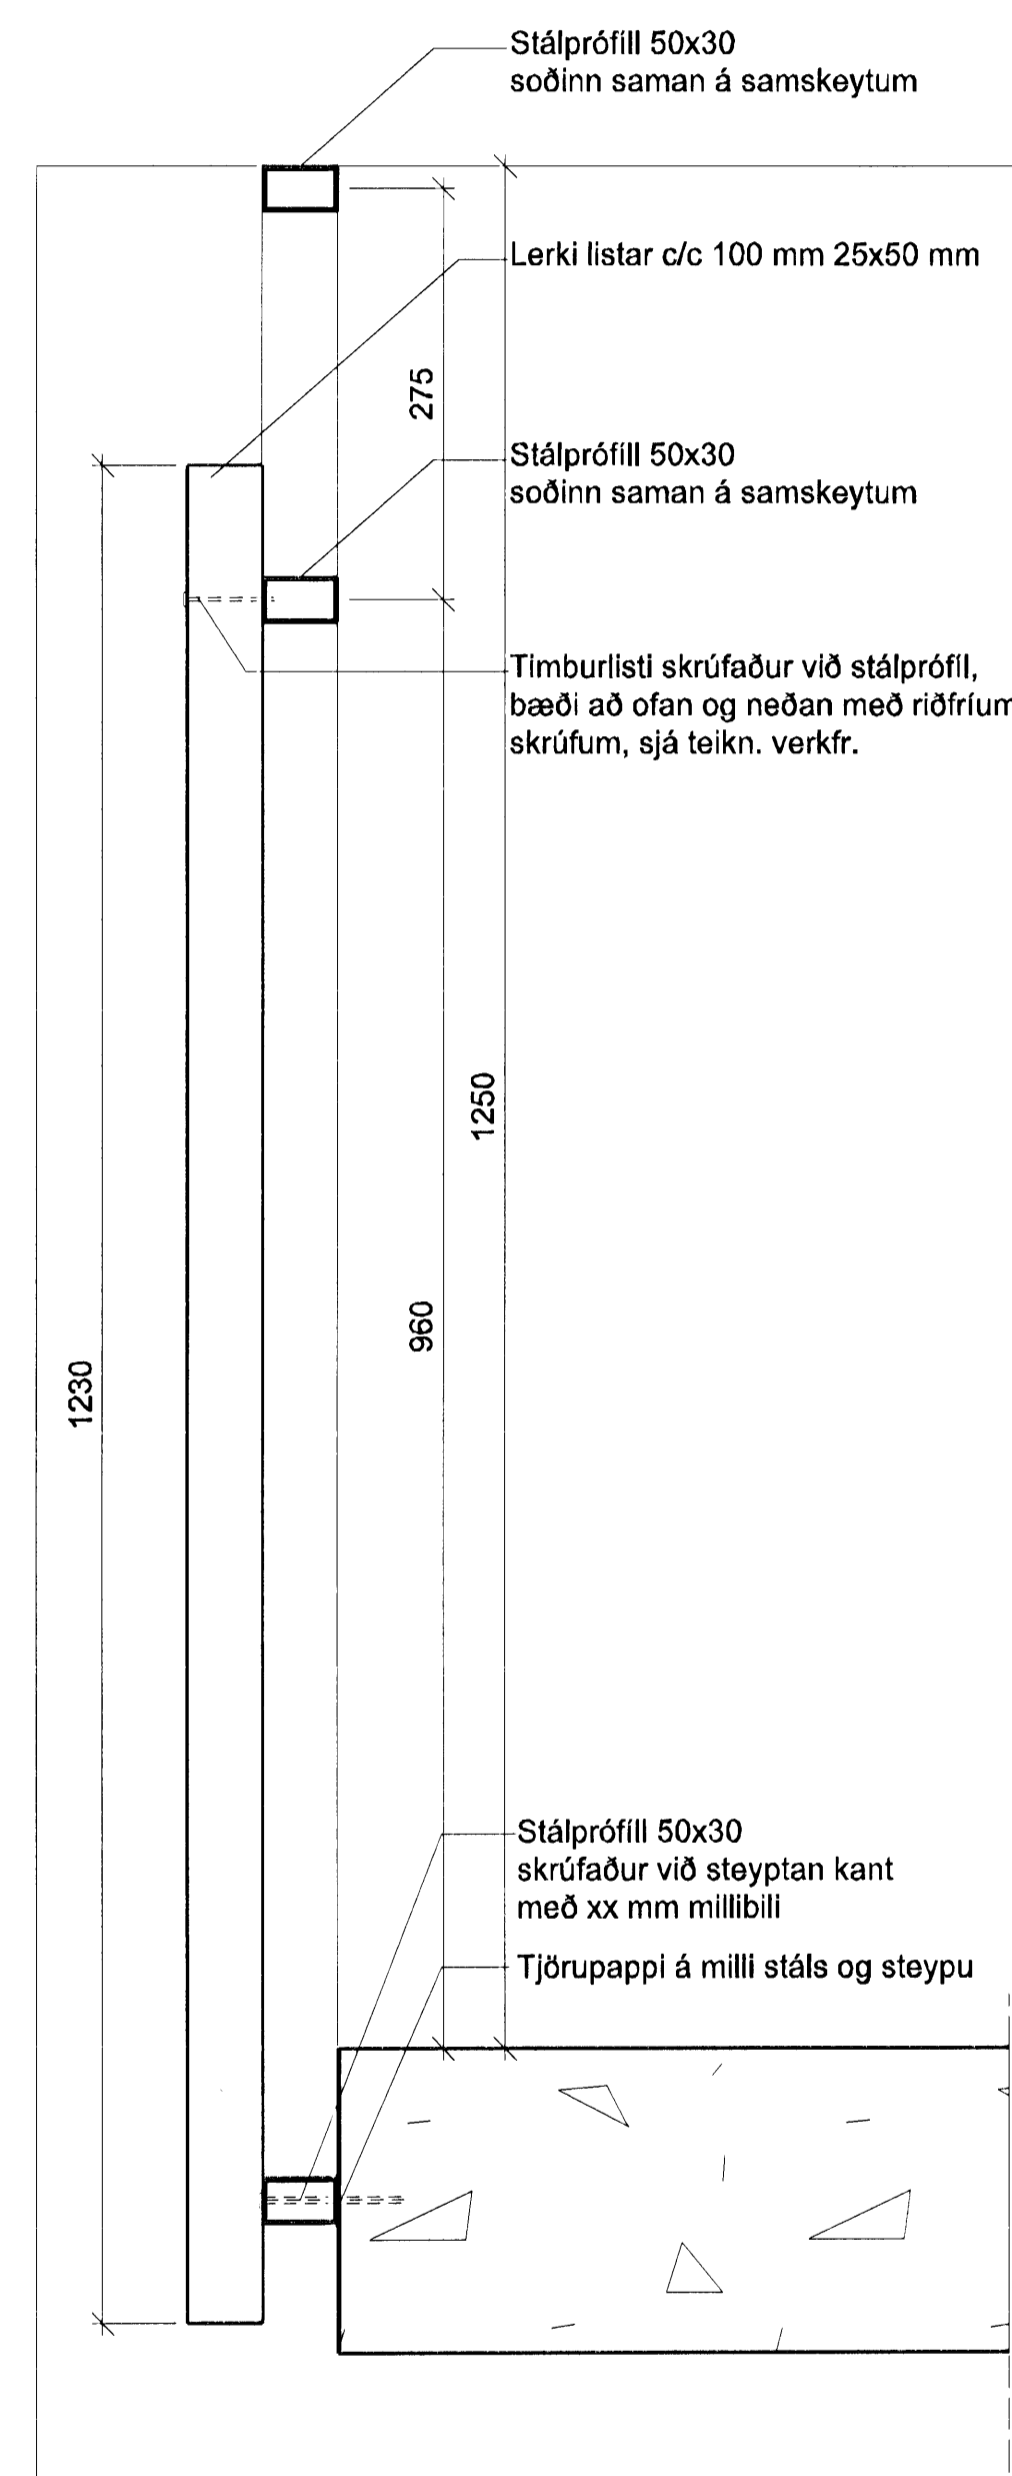 Stálprófíll 50x30
soðinn saman á samskeytum
Lerki listar c/c 100 mm 25x50 mm
275
Stálprófíll 50x30
soðinn saman á samskeytum
Timburlisti skrúfaður við stálprófíl,
bæði að ofan og neðan með riðfríum
skrúfum, sjá teikn. verkfr.
1250
960
1230
Stálprófíll 50x30
skrúfaður við steyptan kant
með xx mm millibili
Tjörupappi á milli stáls og steypu